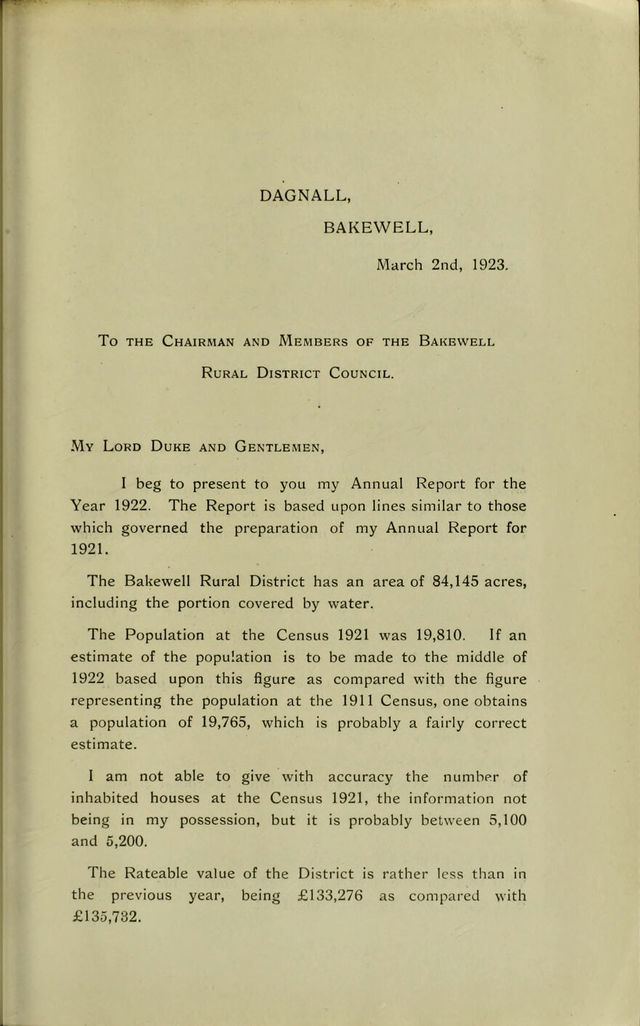 DAGNALL,
BAKEWELL,
March 2nd, 1923.
To the Chairman and Members of the Bakewell
Rural District Council.
My Lord Duke and Gentlemen,
I beg to present to you my Annual Report for the
Year 1922. The Report is based upon lines similar to those
which governed the preparation of my Annual Report for
1921.
The Bakewell Rural District has an area of 84,145 acres,
including the portion covered by water.
The Population at the Census 1921 was 19,810. If an
estimate of the population is to be made to the middle of
1922 based upon this figure as compared with the figure
representing the population at the 1911 Census, one obtains
a population of 19,765, which is probably a fairly correct
estimate.
I am not able to give with accuracy the number of
inhabited houses at the Census 1921, the information not
being in my possession, but it is probably between 5,100
and 5,200.
The Rateable value of the District is rather less than in
the previous year, being £133,276 as compared with
£135,732.